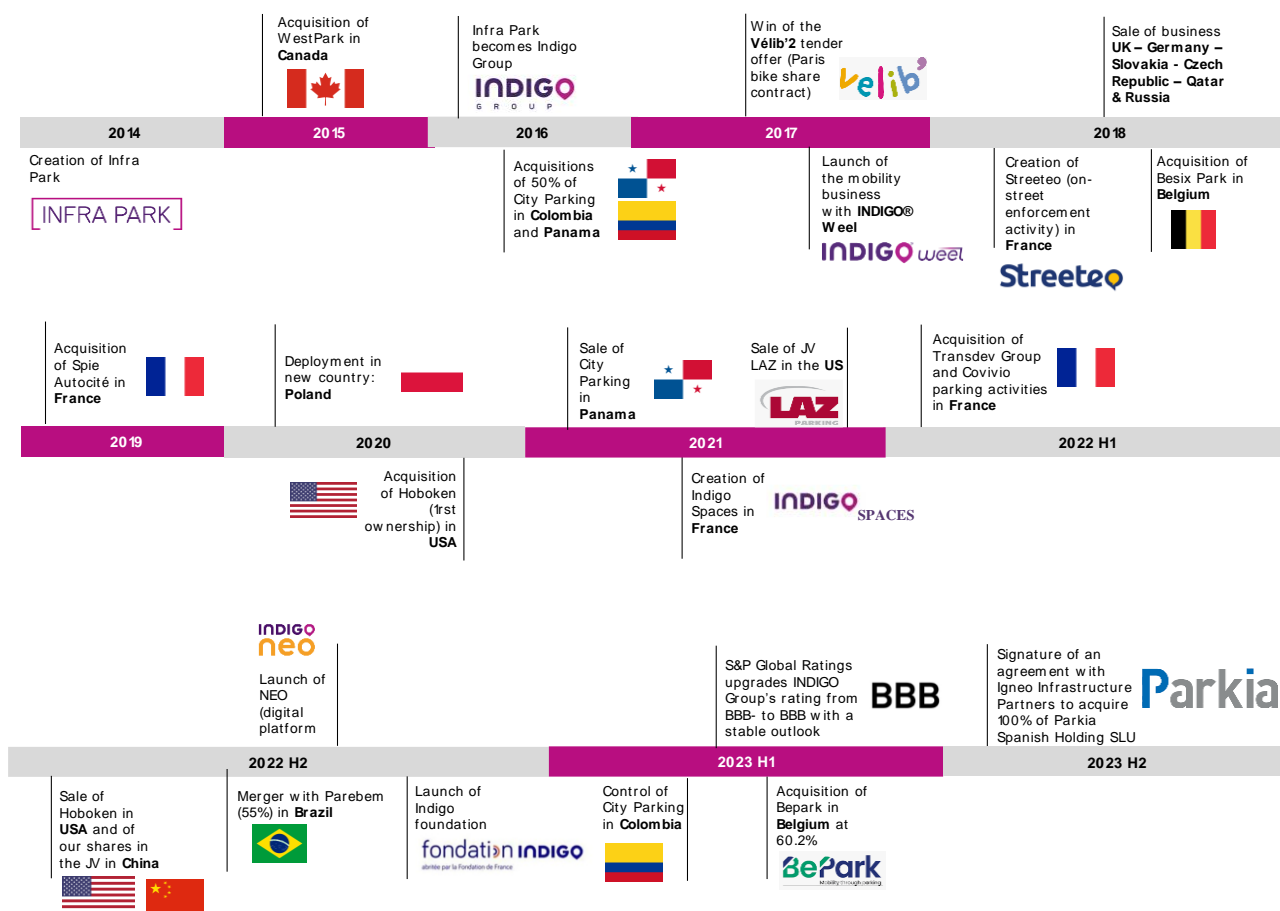 Acquisition of
WestPark in
Canada
Infra Park
becomes Indigo
Group
INDIGO
GROUP
Win of the
Vélib'2 tender
offer (Paris
bike share
contract)
velib'
Sale of business
UK – Germany –
Slovakia - Czech
Republic – Qatar
& Russia
2014
2015
2016
2017
2018
Creation of Infra
Park
INFRA PARK
Acquisitions
of 50% of
City Parking
in Colombia
and Panama
Launch of
the mobility
business
with INDIGO®
Weel
INDIGO weel
Creation of
Streeteo (on-
street
enforcement
activity) in
France
Streeteo
Acquisition of
Besix Park in
Belgium
Acquisition
of Spie
Autocité in
France
Deployment in
new country:
Poland
Sale of
City
Parking
in
Panama
Sale of JV
LAZ in the US
LAZ
PARKING
Acquisition of
Transdev Group
and Covivio
parking activities
in France
2019
2020
2021
2022 H1
Acquisition
of Hoboken
(1rst
ownership) in
USA
Creation of
Indigo
Spaces in
France
INDIGO
SPACES
INDIGO
neo
Launch of
NEO
(digital
platform
S&P Global Ratings
upgrades INDIGO
Group's rating from
BBB- to BBB with a
stable outlook
BBB
Signature of an
agreement with
Igneo Infrastructure
Partners to acquire
100% of Parkia
Spanish Holding SLU
Parkia
2022 H2
2023 H1
2023 H2
Sale of
Hoboken in
USA and of
our shares in
the JV in China
Merger with Parebem
(55%) in Brazil
Launch of
Indigo
foundation
fondation INDIGO
abritée par la Fondation de France
Control of
City Parking
in Colombia
Acquisition of
Bepark in
Belgium at
60.2%
BePark
Mobility through parking